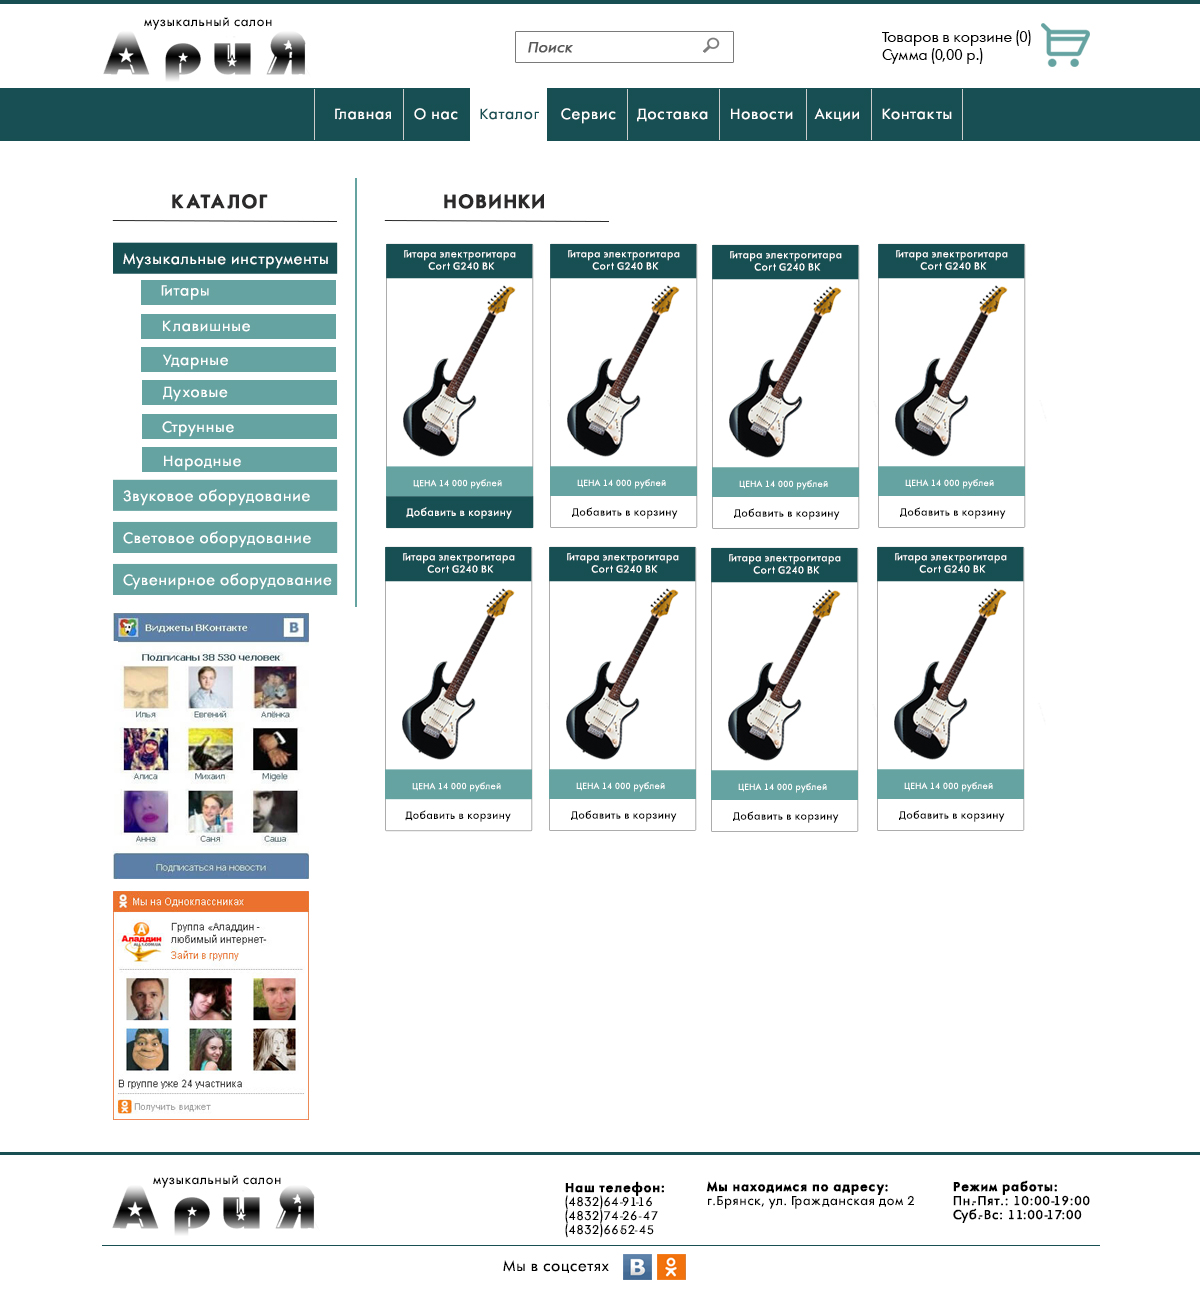 музыкальный салон
АриЯ
Поиск
Товаров в корзине (0)
Сумма (0,00 р.)
Главная
О нас
Каталог
Сервис
Доставка
Новости
Акции
Контакты
КАТАЛОГ
Музыкальные инструменты
Гитары
Клавишные
Ударные
Духовые
Струнные
Народные
Звуковое оборудование
Световое оборудование
Сувенирное оборудование
НОВИНКИ
Гитара электрогитара
Cort G240 BK
ЦЕНА 14 000 рублей
Добавить в корзину
Гитара электрогитара
Cort G240 BK
ЦЕНА 14 000 рублей
Добавить в корзину
Гитара электрогитара
Cort G240 BK
ЦЕНА 14 000 рублей
Добавить в корзину
Гитара электрогитара
Cort G240 BK
ЦЕНА 14 000 рублей
Добавить в корзину
Гитара электрогитара
Cort G240 BK
ЦЕНА 14 000 рублей
Добавить в корзину
Гитара электрогитара
Cort G240 BK
ЦЕНА 14 000 рублей
Добавить в корзину
Гитара электрогитара
Cort G240 BK
ЦЕНА 14 000 рублей
Добавить в корзину
Гитара электрогитара
Cort G240 BK
ЦЕНА 14 000 рублей
Добавить в корзину
Виджеты ВКонтакте
В
Подписаны 38 530 человек
Илья
Евгений
Алёнка
Алиса
Михаил
Migele
Анна
Саня
Саша
Подписаться на новости
Мы на Одноклассниках
Аладдин
Группа «Аладдин -
любимый интернет-
Зайти в группу
В группе уже 24 участника
Получить виджет
музыкальный салон
АриЯ
Наш телефон:
(4832)64-91-16
(4832)74-26-47
(4832)66-52-45
Мы находимся по адресу:
г.Брянск, ул. Гражданская дом 2
Режим работы:
Пн.-Пят.: 10:00-19:00
Суб.-Вс: 11:00-17:00
Мы в соцсетях
В